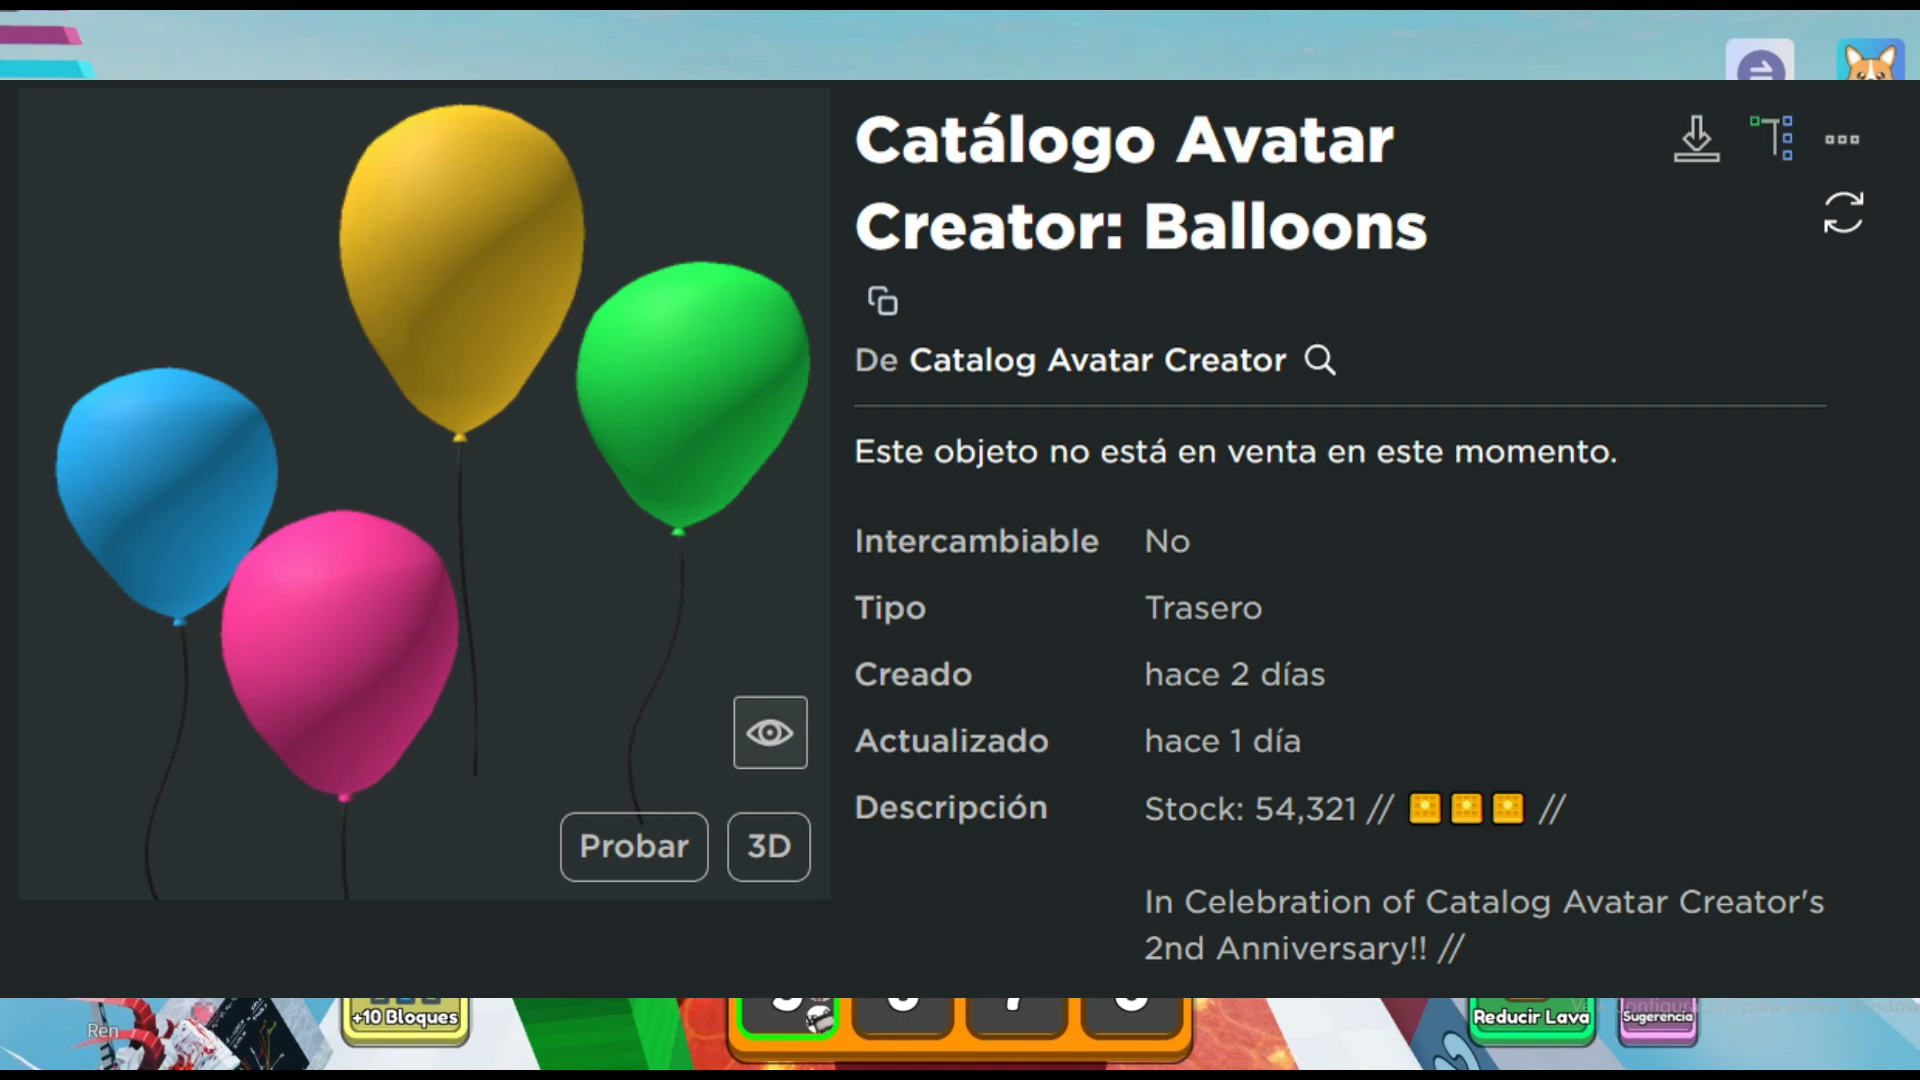 Catálogo Avatar
Creator: Balloons
De Catalog Avatar Creator
Este objeto no está en venta en este momento.
Intercambiable No
Tipo Trasero
Creado hace 2 días
Actualizado hace 1 día
Descripción Stock: 54,321 // //
In Celebration of Catalog Avatar Creator's
2nd Anniversary!! //
Probar 3D
Ren
+10 Bloques
Reducir Lava
Sugerencia